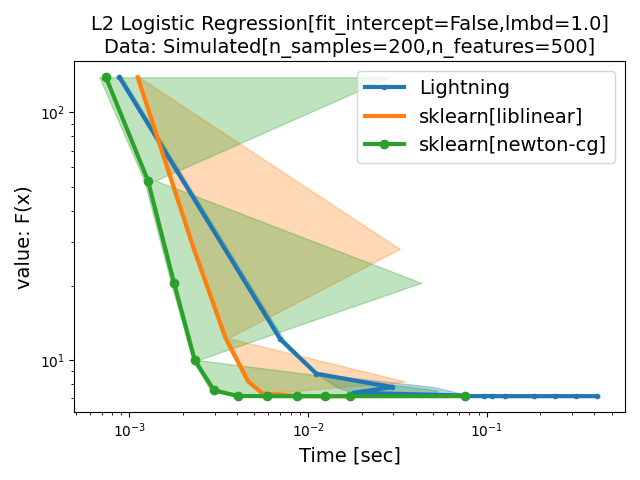 L2 Logistic Regression[fit_intercept=False,lmbd=1.0]
Data: Simulated[n_samples=200,n_features=500]
Lightning
sklearn[liblinear]
sklearn[newton-cg]
value: F(x)
10²
10¹
10⁻³ 10⁻² 10⁻¹
Time [sec]